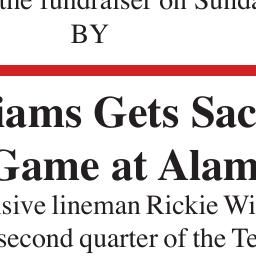 the fundraiser on Sunda
BY
iams Gets Sac
Game at Alam
sive lineman Rickie Wi
second quarter of the Te